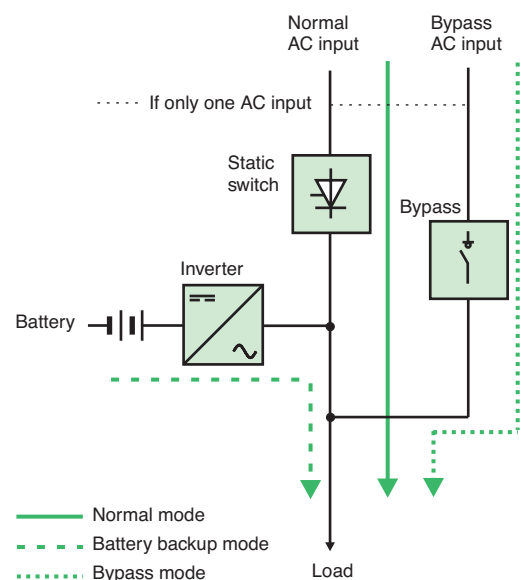 Normal
AC input
Bypass
AC input
If only one AC input
Static
switch
Bypass
Inverter
Battery
Normal mode
Battery backup mode
Bypass mode
Load